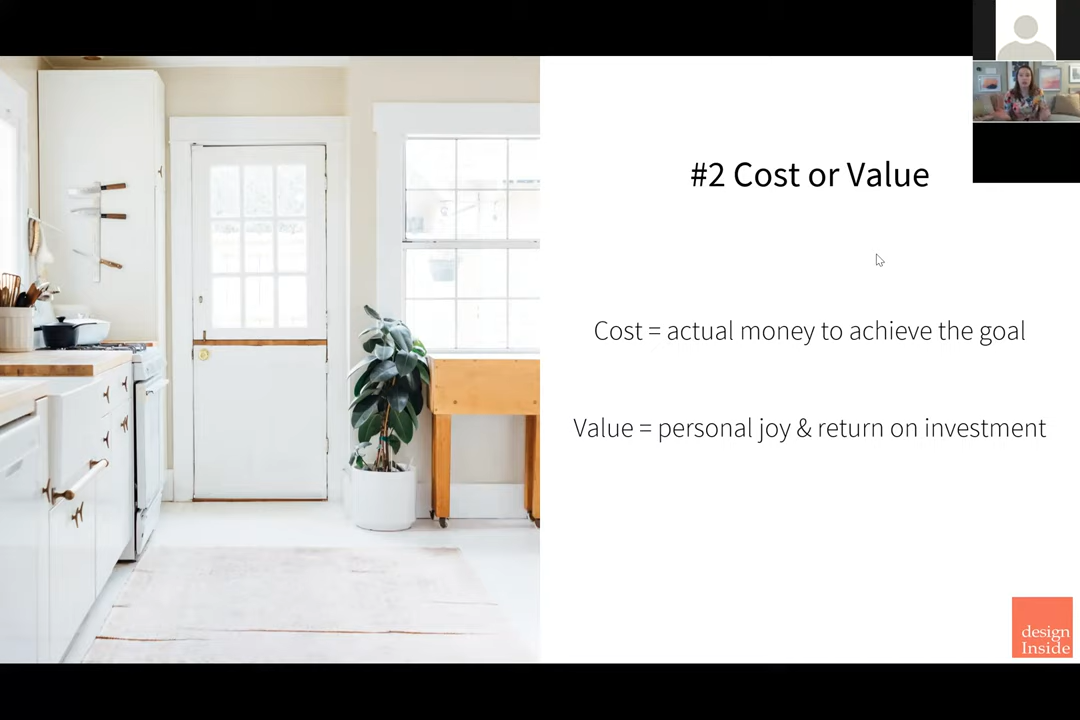 #2 Cost or Value
Cost = actual money to achieve the goal
Value = personal joy & return on investment
design
Inside